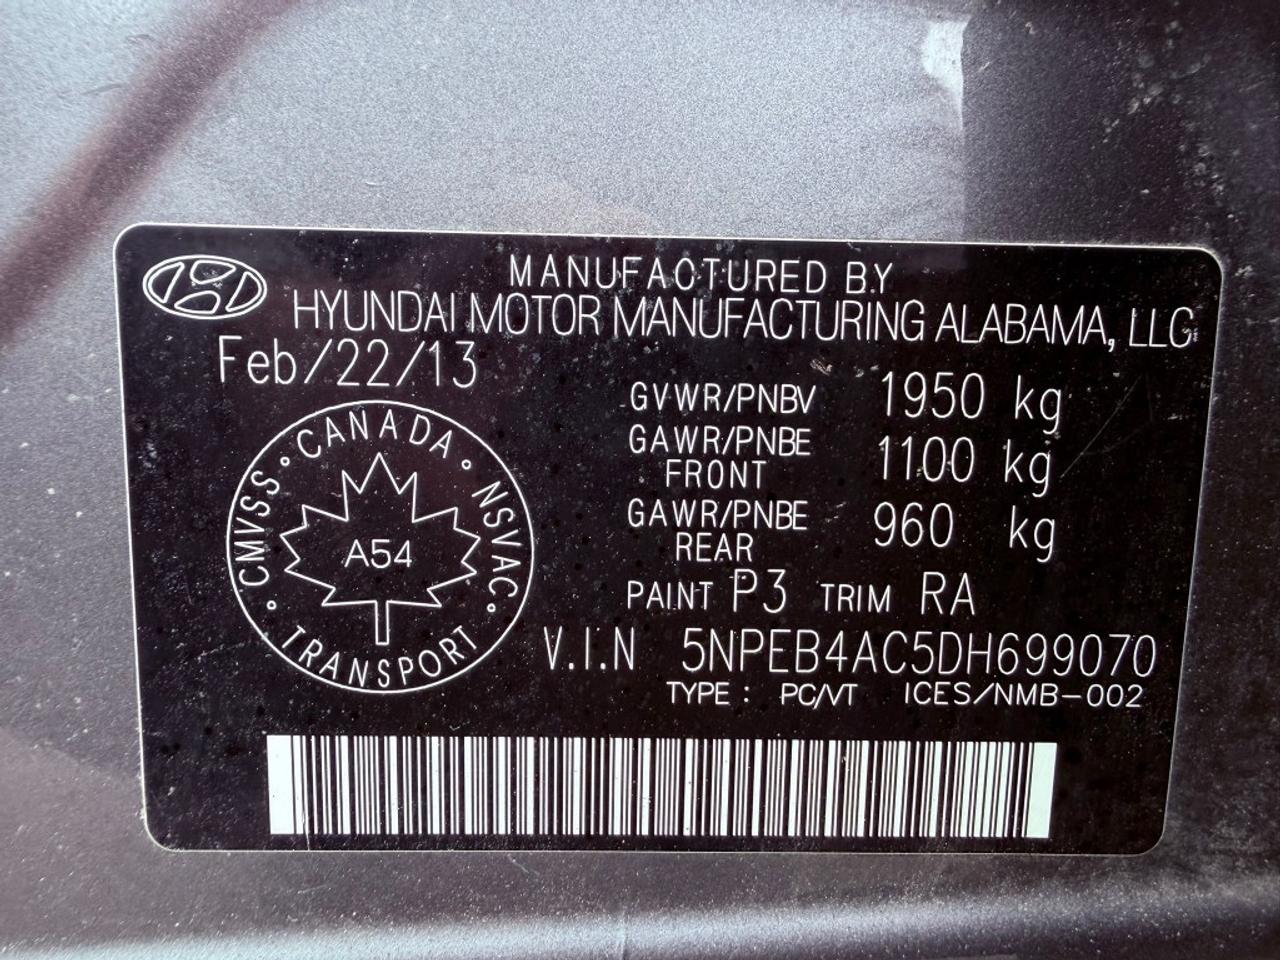 MANUFACTURED BY
HYUNDAI MOTOR MANUFACTURING ALABAMA, LLC
Feb/22/13
GVWR/PNBV 1950 kg
GAWR/PNBE FRONT 1100 kg
GAWR/PNBE REAR 960 kg
PAINT P3 TRIM RA
V.I.N 5NPEB4AC5DH699070
TYPE : PC/VT ICES/NMB-002
CANADA
CMVSS
NSVAC
TRANSPORT
A54